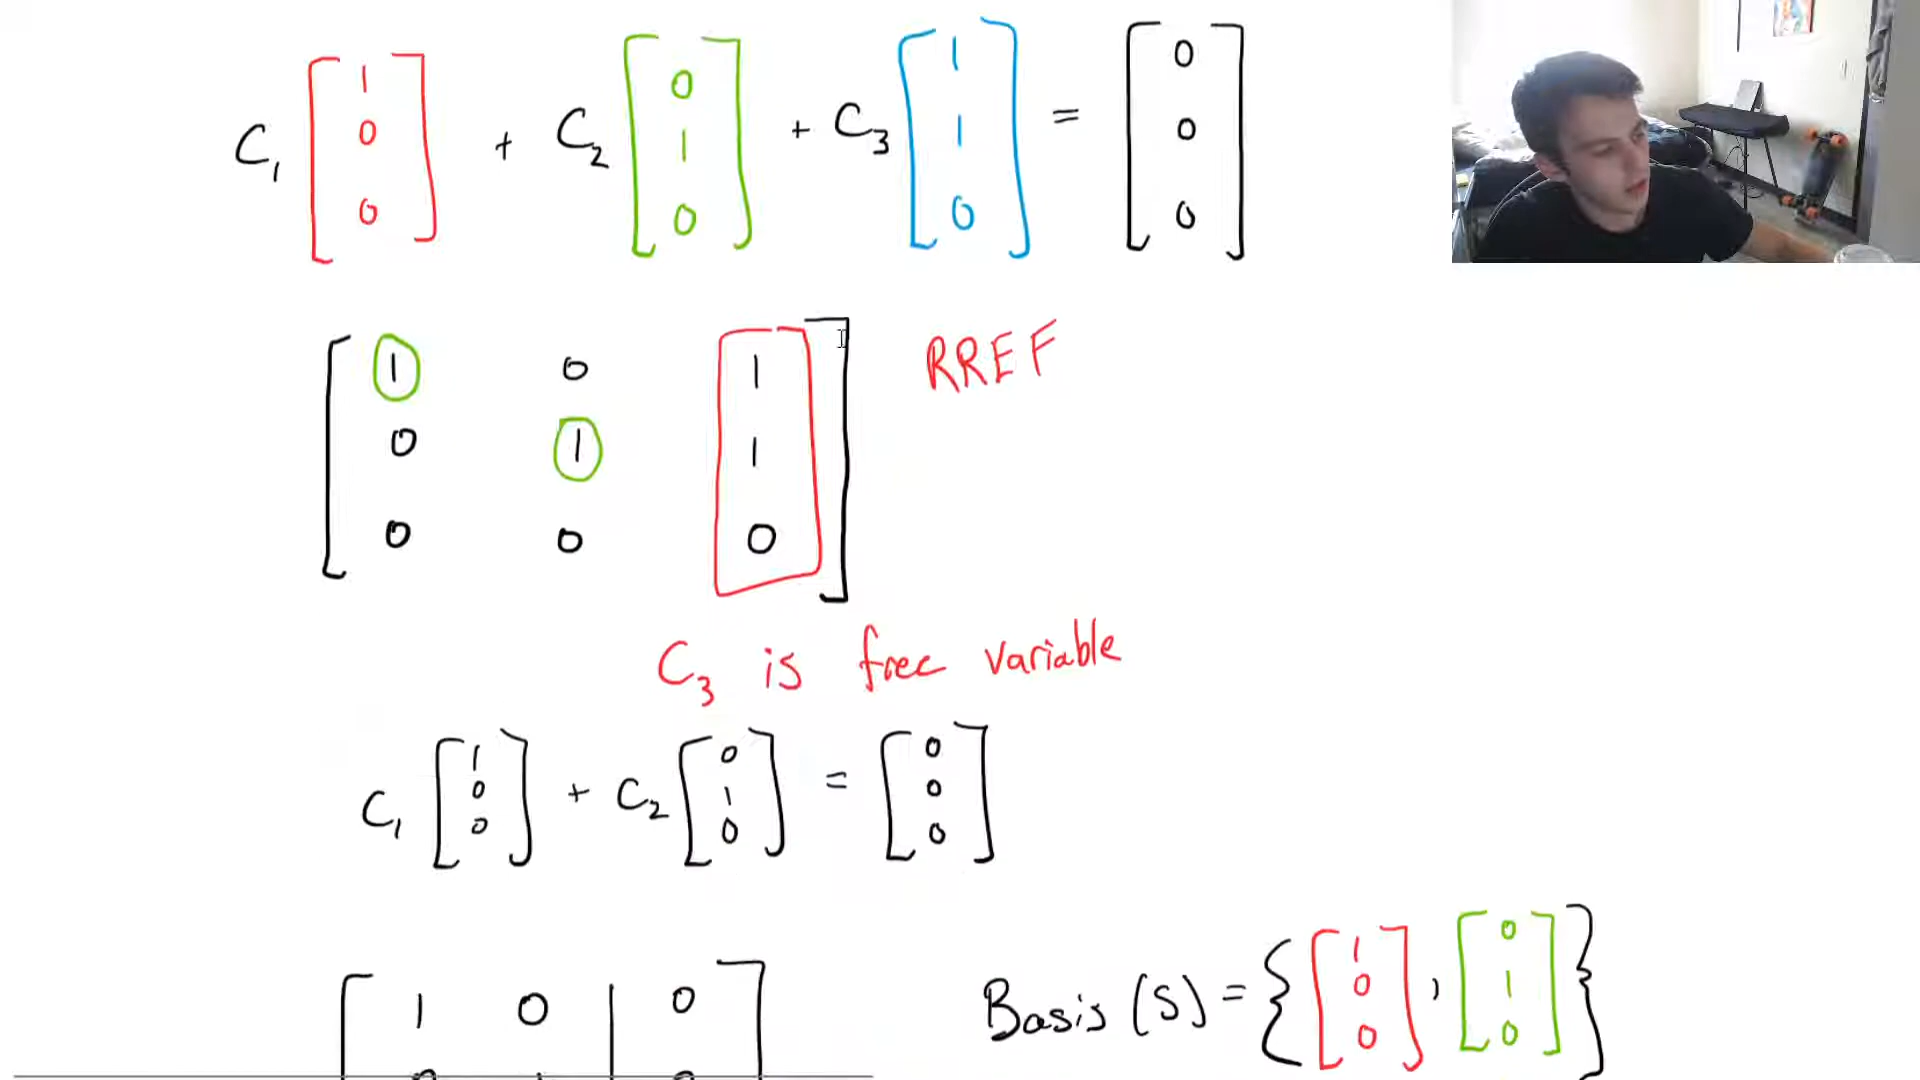 C₁ [1 0 0] + C₂ [0 1 0] + C₃ [1 1 0] = [0 0 0]
[1 0 1 RREF
0 1 1
0 0 0]
C₃ is free variable
C₁ [1 0 0] + C₂ [0 1 0] = [0 0 0]
[1 0 | 0]
Basis (S) = {[1 0 0], [0 1 0]}